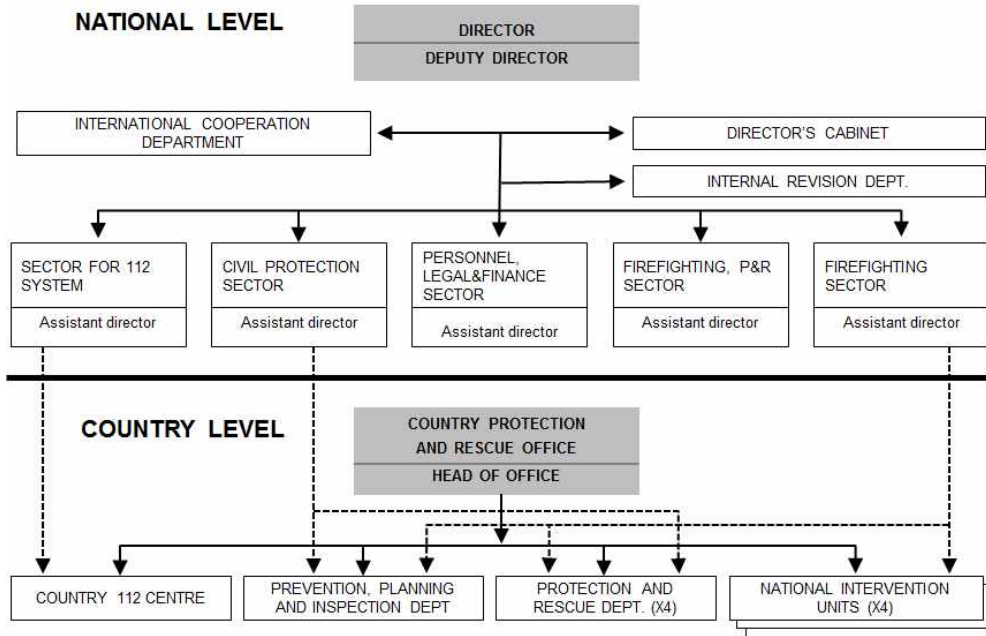 NATIONAL LEVEL
DIRECTOR
DEPUTY DIRECTOR
INTERNATIONAL COOPERATION
DEPARTMENT
DIRECTOR'S CABINET
INTERNAL REVISION DEPT.
SECTOR FOR 112
SYSTEM
Assistant director
CIVIL PROTECTION
SECTOR
Assistant director
PERSONNEL,
LEGAL&FINANCE
SECTOR
Assistant director
FIREFIGHTING, P&R
SECTOR
Assistant director
FIREFIGHTING
SECTOR
Assistant director
COUNTRY LEVEL
COUNTRY PROTECTION
AND RESCUE OFFICE
HEAD OF OFFICE
COUNTRY 112 CENTRE
PREVENTION, PLANNING
AND INSPECTION DEPT
PROTECTION AND
RESCUE DEPT. (X4)
NATIONAL INTERVENTION
UNITS (X4)